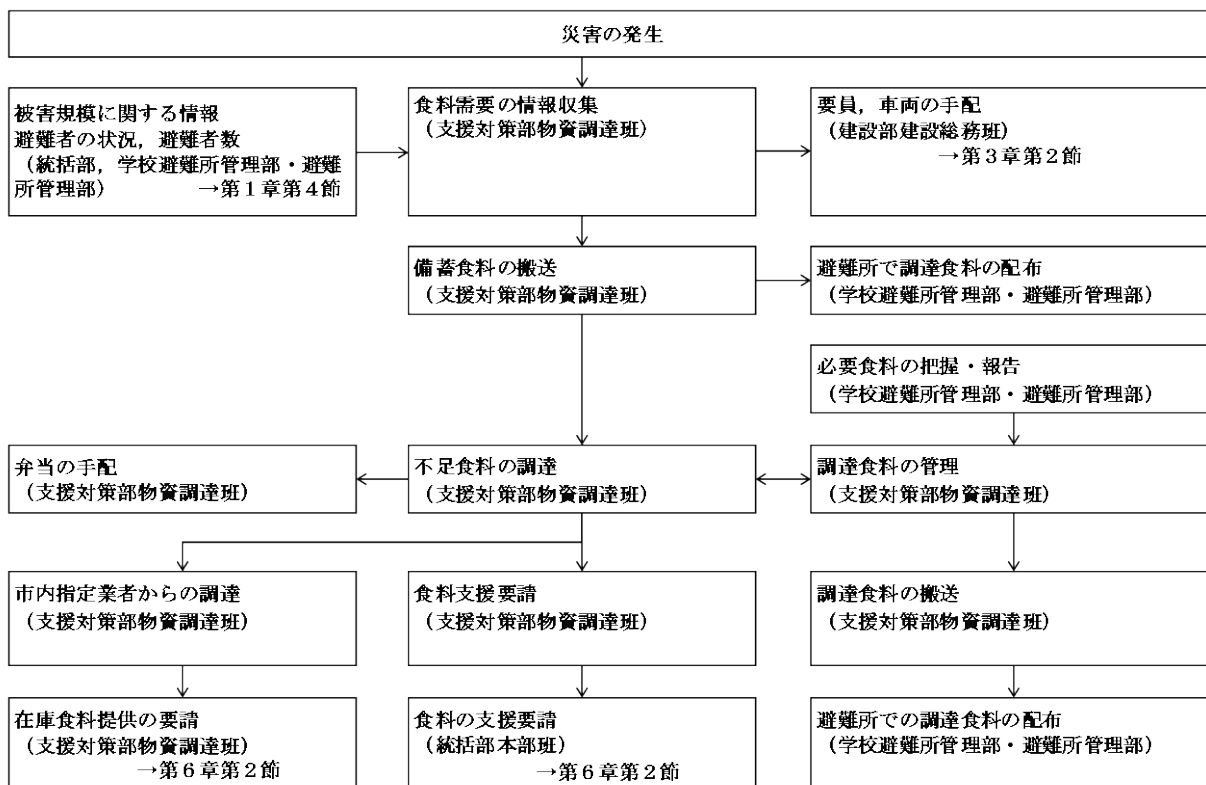 災害の発生
被害規模に関する情報
避難者の状況，避難者数
（統括部，学校避難所管理部・避難
所管理部） →第１章第４節
食料需要の情報収集
（支援対策部物資調達班）
要員，車両の手配
（建設部建設総務班）
→第３章第２節
備蓄食料の搬送
（支援対策部物資調達班）
避難所で調達食料の配布
（学校避難所管理部・避難所管理部）
必要食料の把握・報告
（学校避難所管理部・避難所管理部）
弁当の手配
（支援対策部物資調達班）
不足食料の調達
（支援対策部物資調達班）
調達食料の管理
（支援対策部物資調達班）
市内指定業者からの調達
（支援対策部物資調達班）
食料支援要請
（支援対策部物資調達班）
調達食料の搬送
（支援対策部物資調達班）
在庫食料提供の要請
（支援対策部物資調達班）
→第６章第２節
食料の支援要請
（統括部本部班）
→第６章第２節
避難所での調達食料の配布
（学校避難所管理部・避難所管理部）